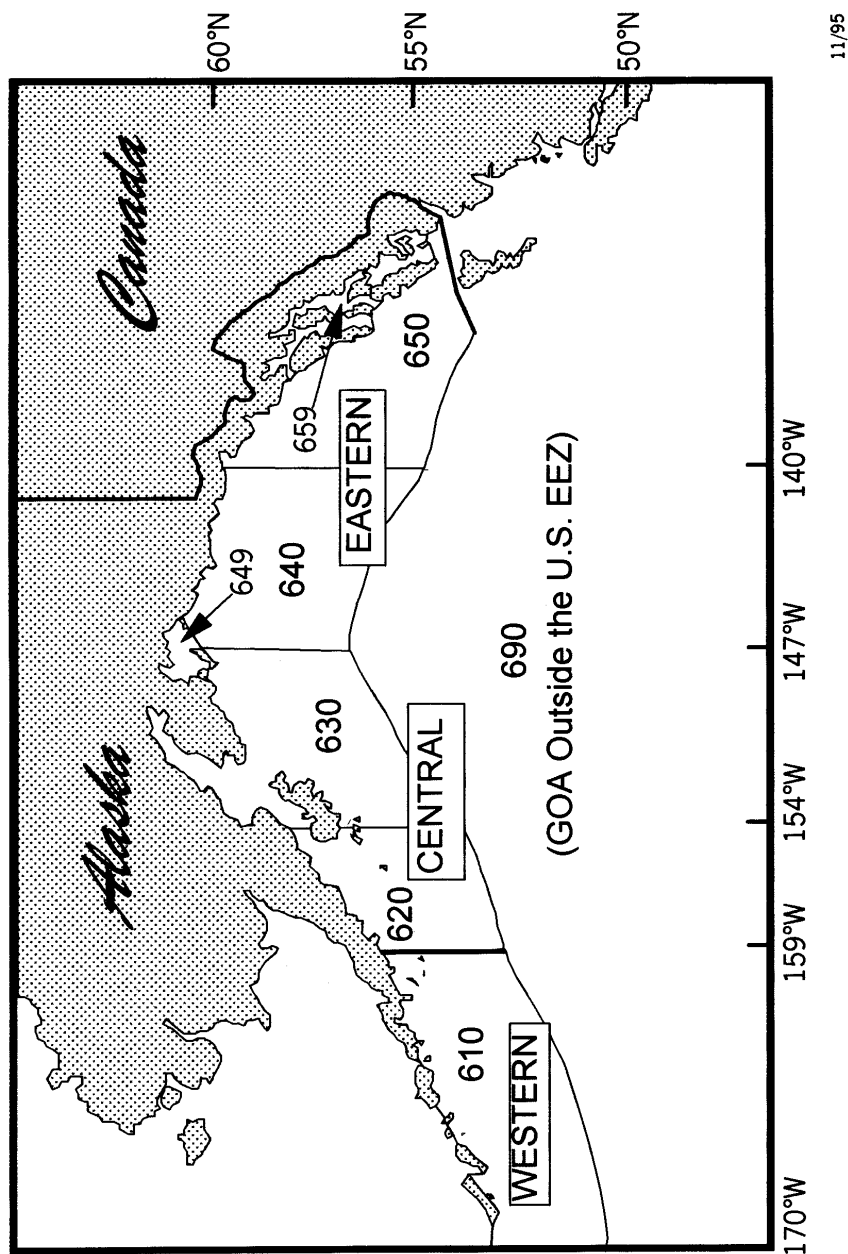 Alaska
Canada
60°N
55°N
50°N
649
640
659
650
EASTERN
630
620
CENTRAL
610
WESTERN
690
(GOA Outside the U.S. EEZ)
170°W
159°W
154°W
147°W
140°W
11/95